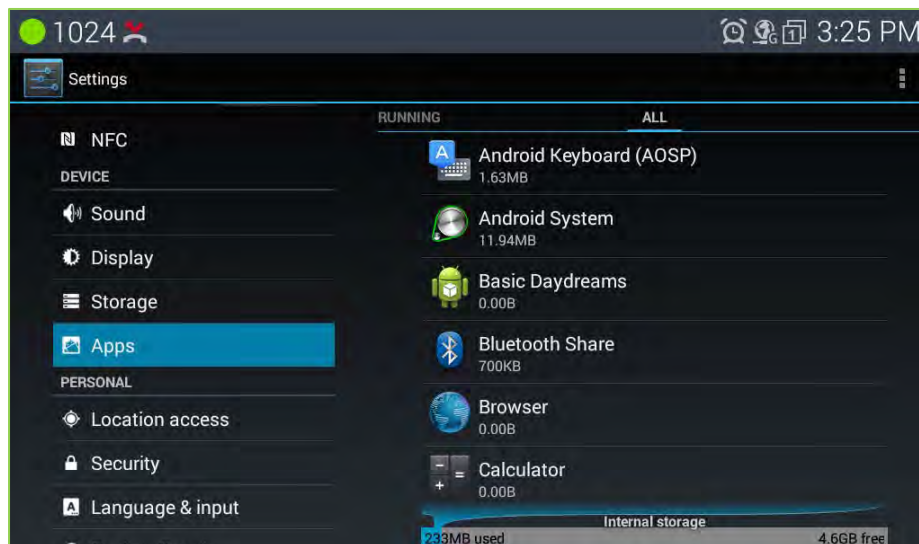 1024
G 1 3:25 PM
Settings
NFC
DEVICE
Sound
Display
Storage
Apps
PERSONAL
Location access
Security
A Language & input
RUNNING
ALL
A Android Keyboard (AOSP)
1.63MB
Android System
11.94MB
Basic Daydreams
0.00B
Bluetooth Share
700KB
Browser
0.00B
Calculator
0.00B
Internal storage
233MB used
4.6GB free